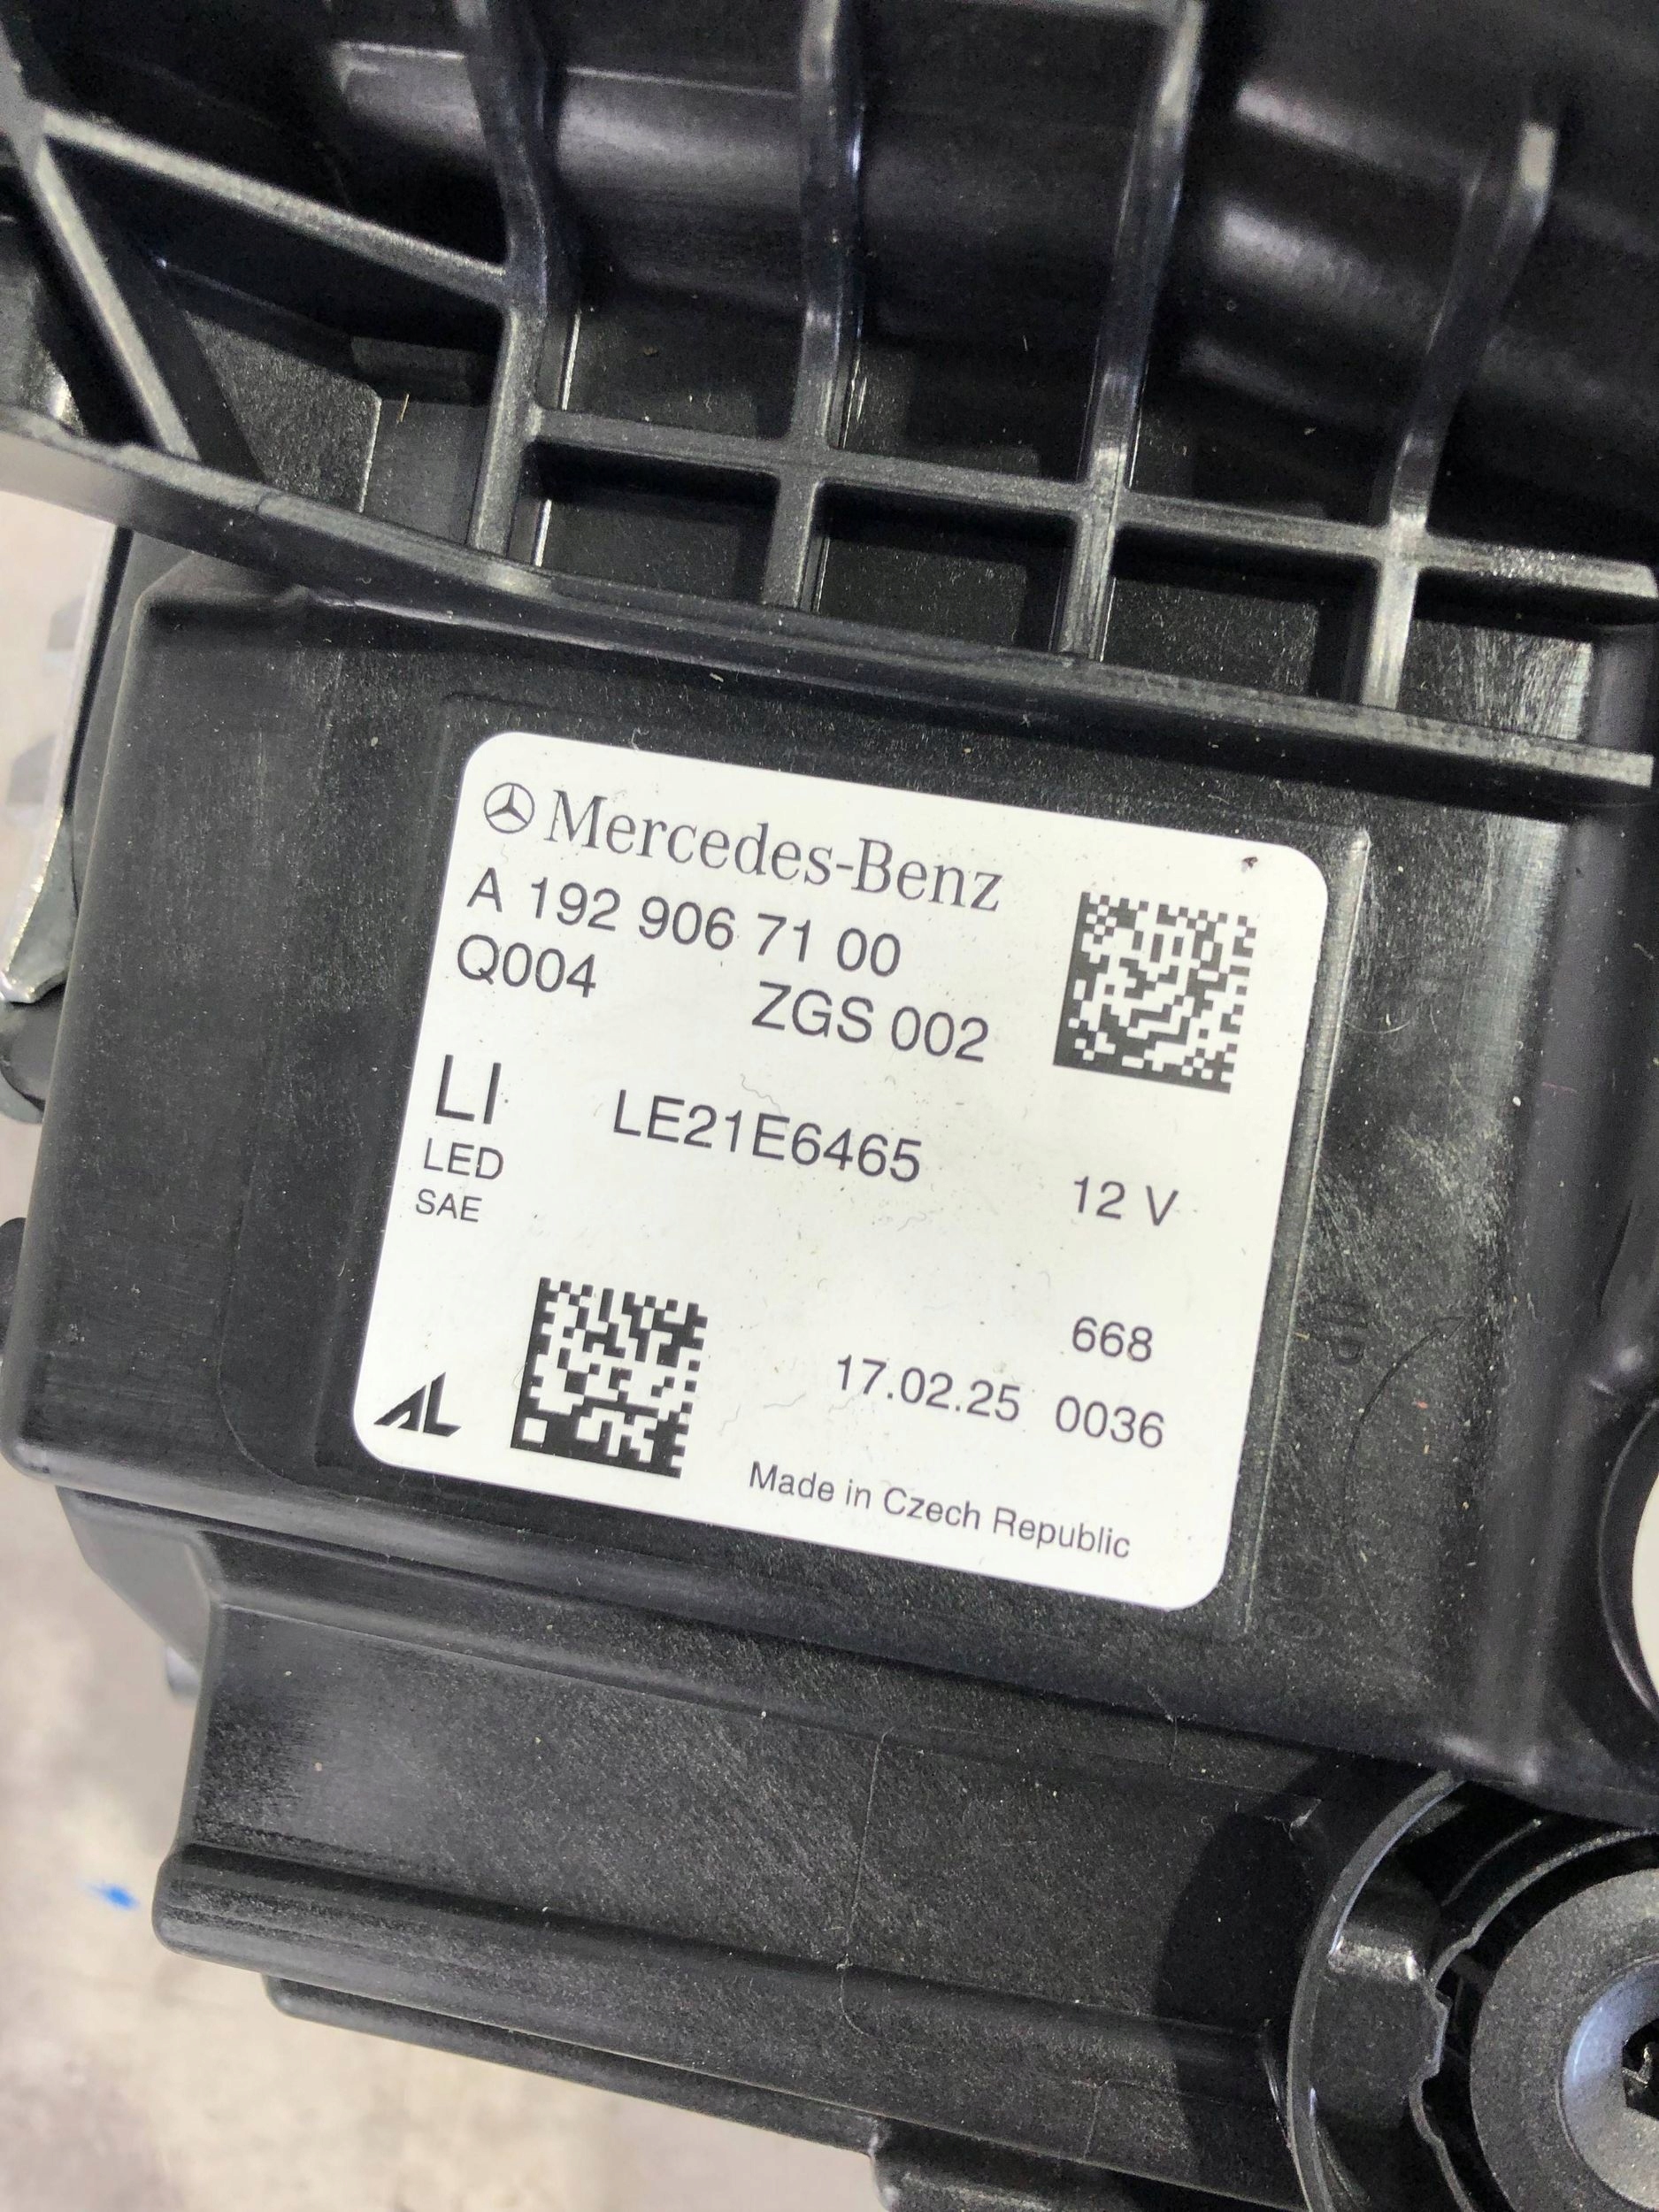 Mercedes-Benz
A 192 906 71 00
Q004 ZGS 002
LI LE21E6465
LED 12 V
SAE
668
17.02.25 0036
AL
Made in Czech Republic